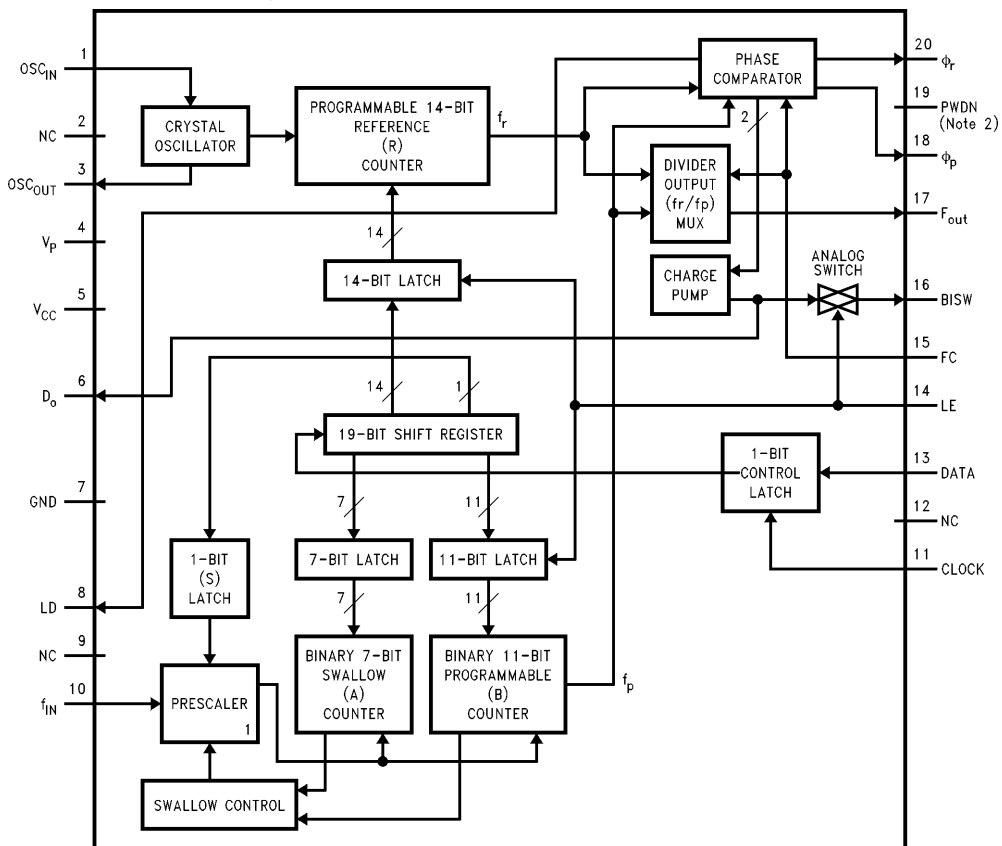 1
OSC_IN
2
NC
3
OSC_OUT
4
V_P
5
V_CC
6
D_o
7
GND
8
LD
9
NC
10
f_IN
CRYSTAL
OSCILLATOR
PROGRAMMABLE 14-BIT
REFERENCE
(R)
COUNTER
f_r
14
14-BIT LATCH
14
1
19-BIT SHIFT REGISTER
7
11
1-BIT
(S)
LATCH
7-BIT LATCH
11-BIT LATCH
7
11
PRESCALER
1
BINARY 7-BIT
SWALLOW
(A)
COUNTER
BINARY 11-BIT
PROGRAMMABLE
(B)
COUNTER
f_p
SWALLOW CONTROL
PHASE
COMPARATOR
2
DIVIDER
OUTPUT
(fr/fp)
MUX
CHARGE
PUMP
ANALOG
SWITCH
1-BIT
CONTROL
LATCH
20
ϕ_r
19
PWDN
(Note 2)
18
ϕ_p
17
F_out
16
BISW
15
FC
14
LE
13
DATA
12
NC
11
CLOCK